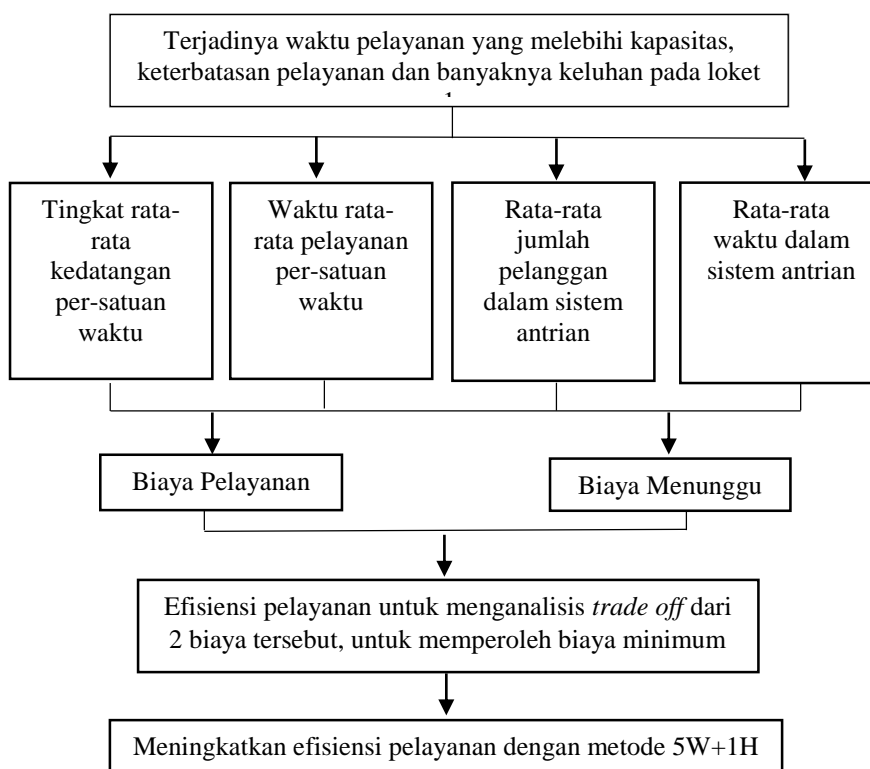 Terjadinya waktu pelayanan yang melebihi kapasitas,
keterbatasan pelayanan dan banyaknya keluhan pada loket
Tingkat rata-
rata
kedatangan
per-satuan
waktu
Waktu rata-
rata pelayanan
per-satuan
waktu
Rata-rata
jumlah
pelanggan
dalam sistem
antrian
Rata-rata
waktu dalam
sistem antrian
Biaya Pelayanan
Biaya Menunggu
Efisiensi pelayanan untuk menganalisis trade off dari
2 biaya tersebut, untuk memperoleh biaya minimum
Meningkatkan efisiensi pelayanan dengan metode 5W+1H